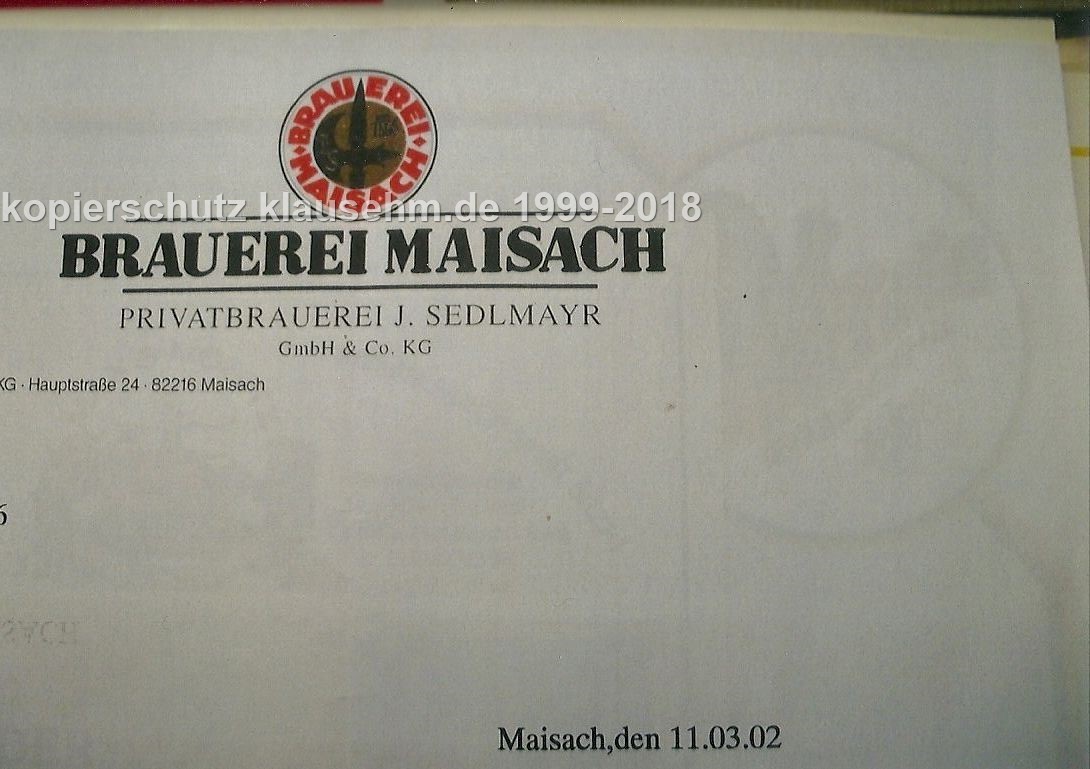 BRAUEREI
MAISACH
kopierschutz klausehm.de 1999-2018
BRAUEREI MAISACH
PRIVATBRAUEREI J. SEDLMAYR
GmbH & Co. KG
KG · Hauptstraße 24 · 82216 Maisach
6
Maisach,den 11.03.02